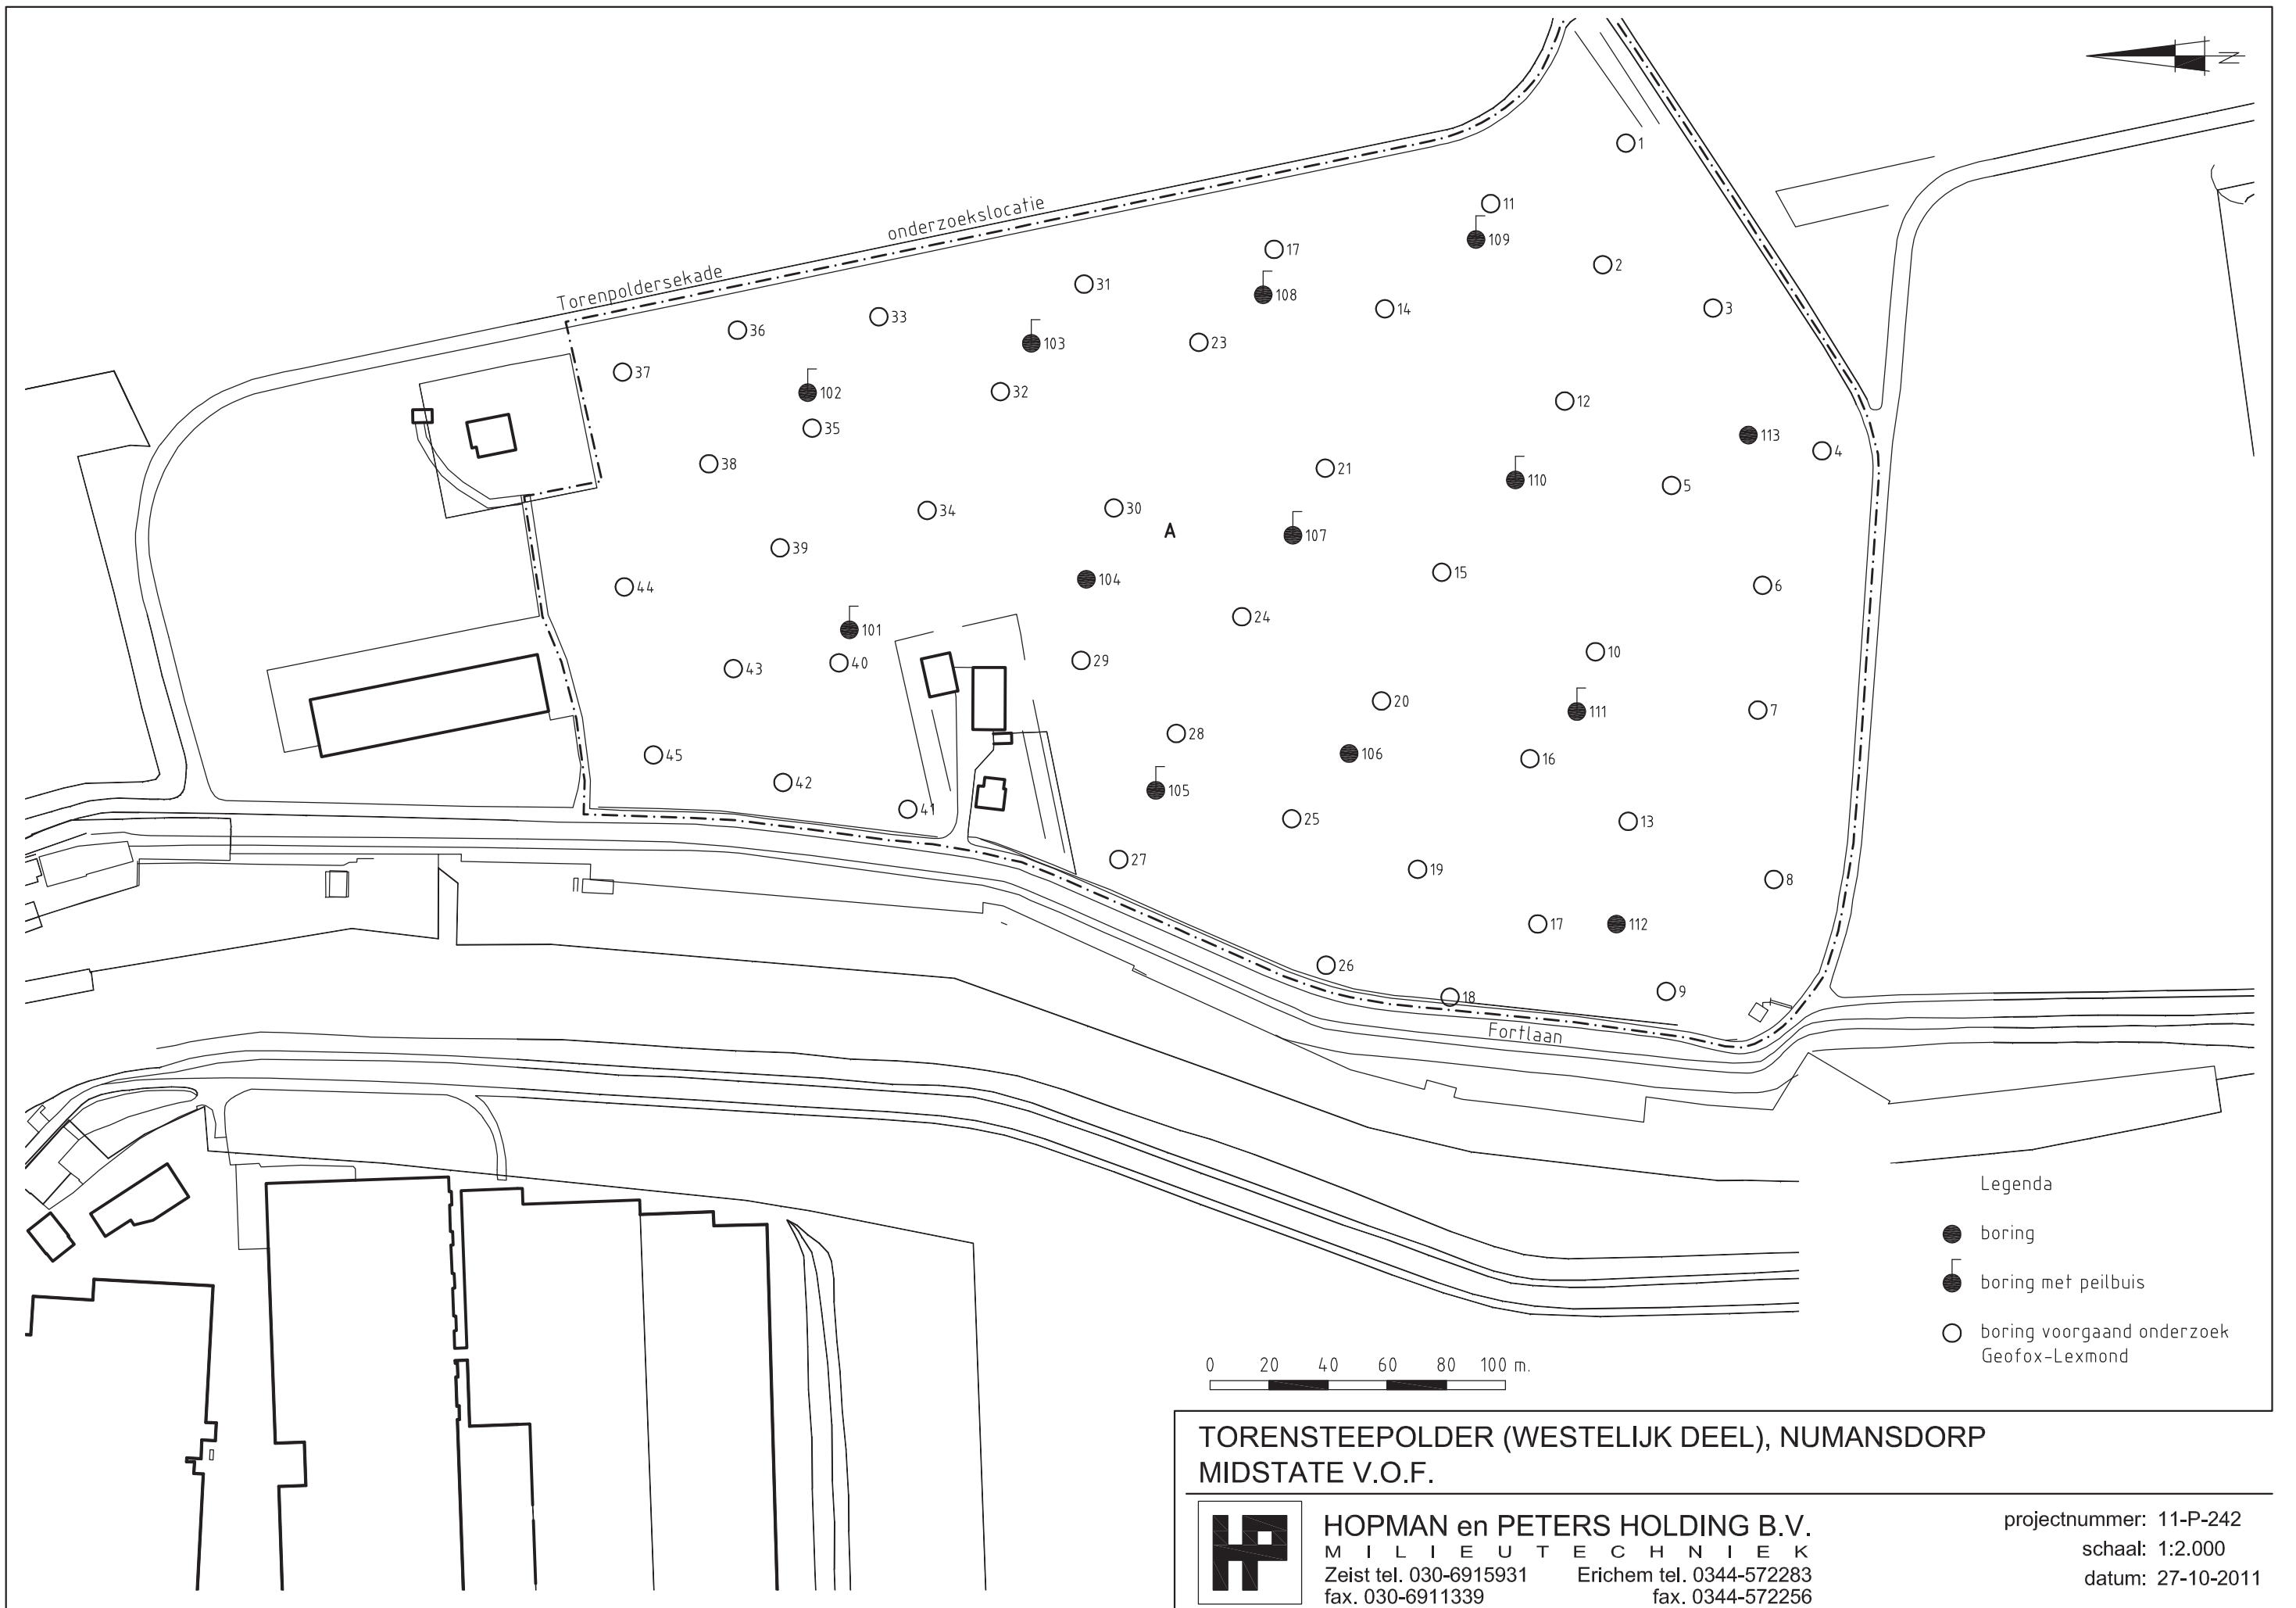 N
1
11
109
17
2
onderzoekslocatie
31
108
3
Torenpoldersekade
14
33
36
103
23
37
102
32
12
35
113
4
38
21
110
5
34
30
A
107
39
15
104
44
6
24
101
10
40
29
43
20
7
111
28
106
16
45
42
105
41
25
13
27
19
8
17
112
26
9
18
Fortlaan
Legenda
boring
boring met peilbuis
boring voorgaand onderzoek
Geofox-Lexmond
0 20 40 60 80 100 m.
TORENSTEEPOLDER (WESTELIJK DEEL), NUMANSDORP
MIDSTATE V.O.F.
HP
HOPMAN en PETERS HOLDING B.V.
MILIEUTECHNIEK
Zeist tel. 030-6915931 Erichem tel. 0344-572283
fax. 030-6911339 fax. 0344-572256
projectnummer: 11-P-242
schaal: 1:2.000
datum: 27-10-2011